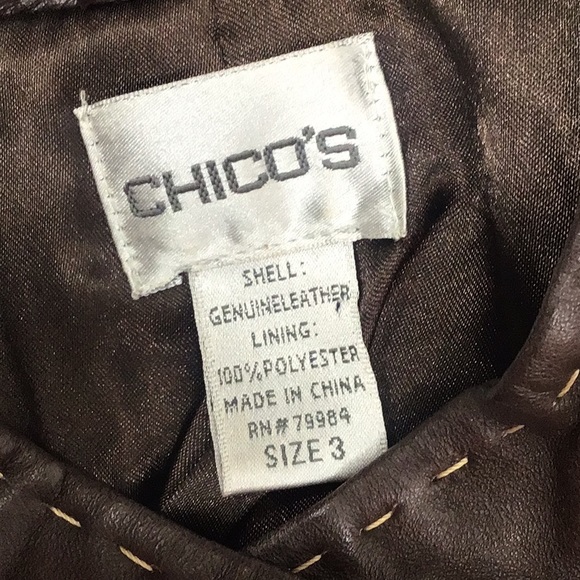 CHICO'S
SHELL:
GENUINELEATHER
LINING:
100%POLYESTER
MADE IN CHINA
RN#79984
SIZE 3